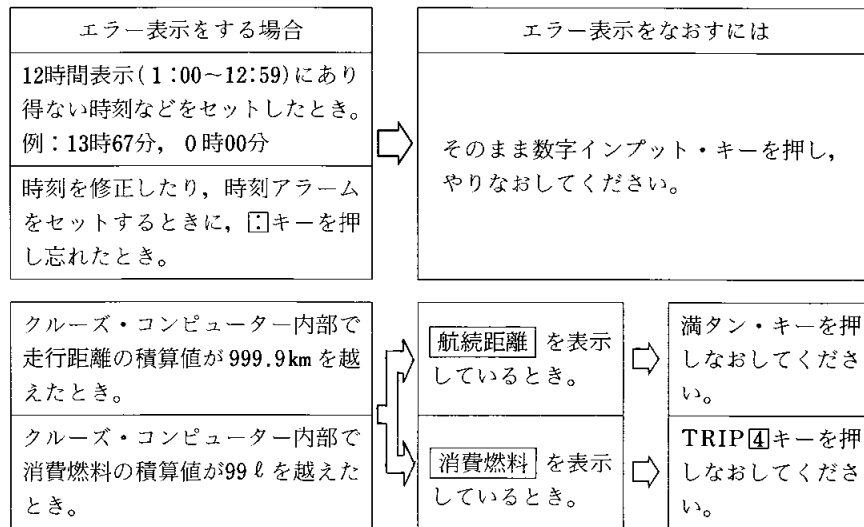 エラー表示をする場合
12時間表示(1:00～12:59)にあり
得ない時刻などをセットしたとき。
例：13時67分，0時00分
時刻を修正したり，時刻アラーム
をセットするときに，:キーを押
し忘れたとき。
エラー表示をなおすには
そのまま数字インプット・キーを押し，
やりなおしてください。
クルーズ・コンピューター内部で
走行距離の積算値が999.9kmを越
えたとき。
クルーズ・コンピューター内部で
消費燃料の積算値が99ℓを越えた
とき。
航続距離 を表示
しているとき。
満タン・キーを押
しなおしてくださ
い。
消費燃料 を表示
しているとき。
TRIP4キーを押
しなおしてくださ
い。